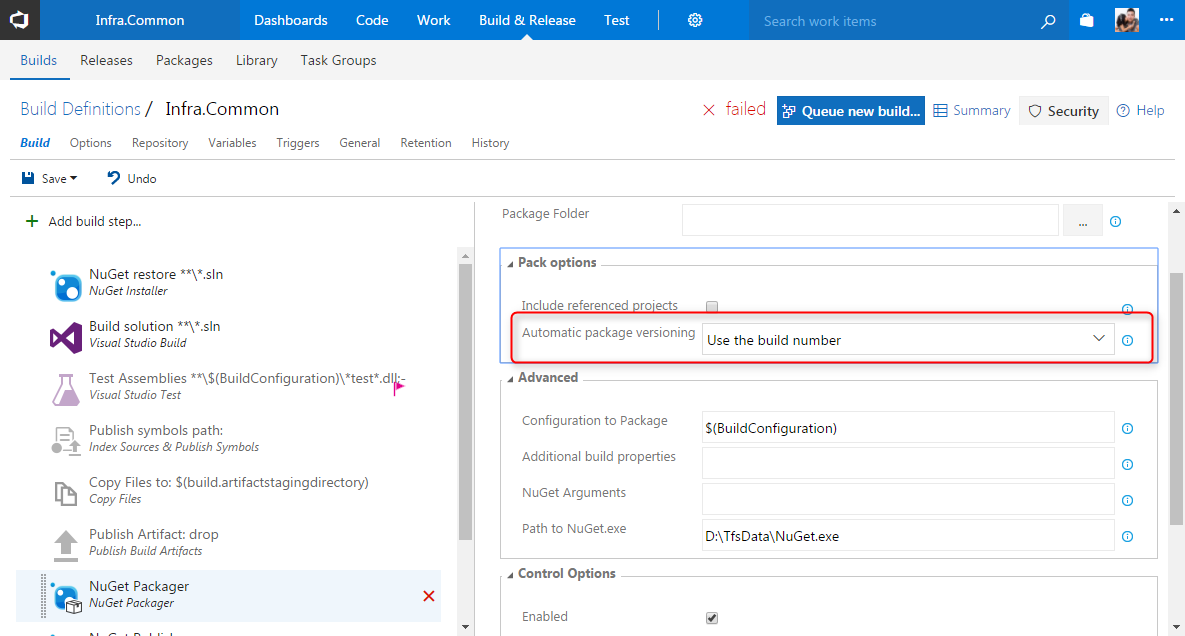 Infra.Common Dashboards Code Work Build & Release Test Search work items
Builds Releases Packages Library Task Groups
Build Definitions / Infra.Common failed Queue new build... Summary Security Help
Build Options Repository Variables Triggers General Retention History
Save Undo
Add build step...
NuGet restore **\*.sln
NuGet Installer
Build solution **\*.sln
Visual Studio Build
Test Assemblies **\$(BuildConfiguration)\*test*.dll;-
Visual Studio Test
Publish symbols path:
Index Sources & Publish Symbols
Copy Files to: $(build.artifactstagingdirectory)
Copy Files
Publish Artifact: drop
Publish Build Artifacts
NuGet Packager
NuGet Packager
Package Folder ...
Pack options
Include referenced projects
Automatic package versioning Use the build number
Advanced
Configuration to Package $(BuildConfiguration)
Additional build properties
NuGet Arguments
Path to NuGet.exe D:\TfsData\NuGet.exe
Control Options
Enabled